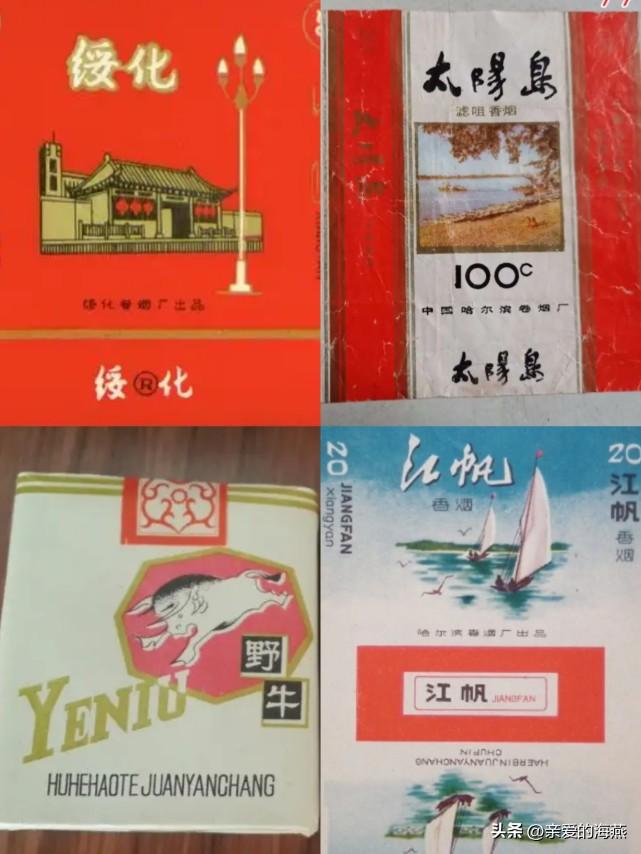 绥化
绥化卷烟厂出品
绥®化
太陽島
滤咀香烟
100C
中国哈尔滨卷烟厂
太陽島
YENIU
野
牛
HUHEHAOTE JUANYANCHANG
20
JIANGFAN
xiangyan
江帆
香烟
20
江帆
香烟
哈尔滨卷烟厂出品
江帆 JIANGFAN
HAERBINJUANYANCHANG
CHUPIN
头条 @亲爱的海燕